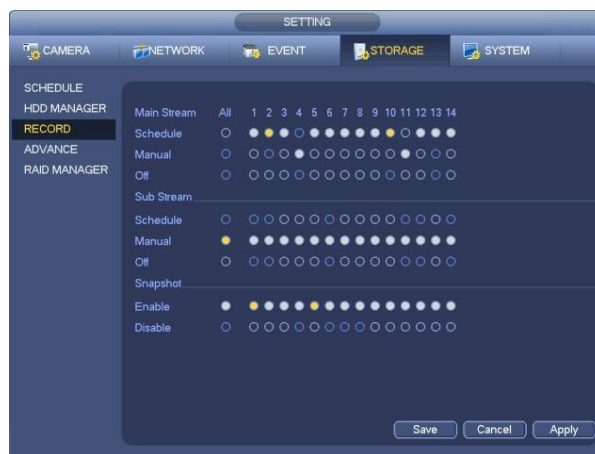 SETTING
CAMERA NETWORK EVENT STORAGE SYSTEM
SCHEDULE
HDD MANAGER
RECORD
ADVANCE
RAID MANAGER
Main Stream All 1 2 3 4 5 6 7 8 9 10 11 12 13 14
Schedule
Manual
Off
Sub Stream
Schedule
Manual
Off
Snapshot
Enable
Disable
Save Cancel Apply